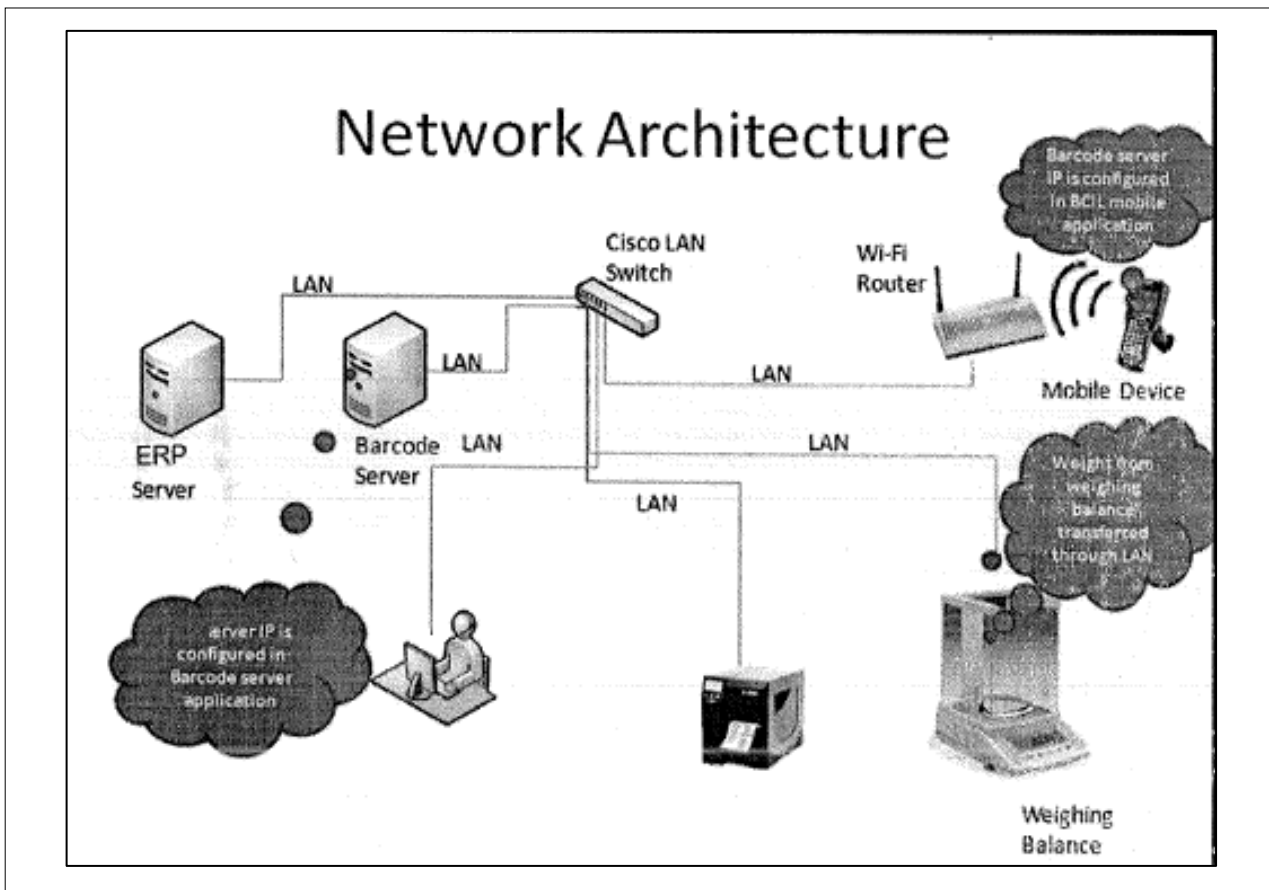 Network Architecture
Barcode server
IP is configured
in BCIL mobile
application
Cisco LAN
Switch
Wi-Fi
Router
LAN
LAN
LAN
Mobile Device
ERP
Server
Barcode
Server
LAN
LAN
LAN
Weight from
weighing
balance
transferred
through LAN
erver IP is
configured in
Barcode server
application
Weighing
Balance